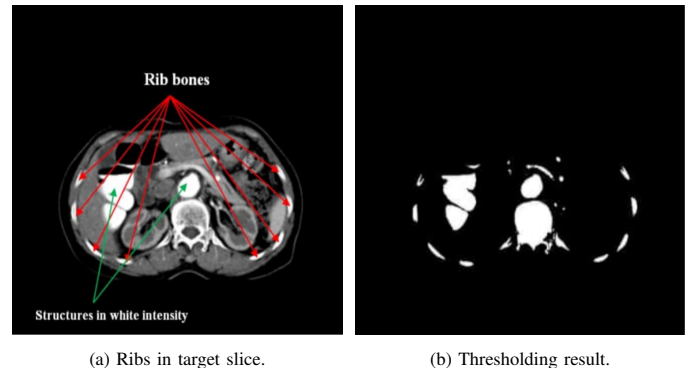 Rib bones
Structures in white intensity
(a) Ribs in target slice.
(b) Thresholding result.